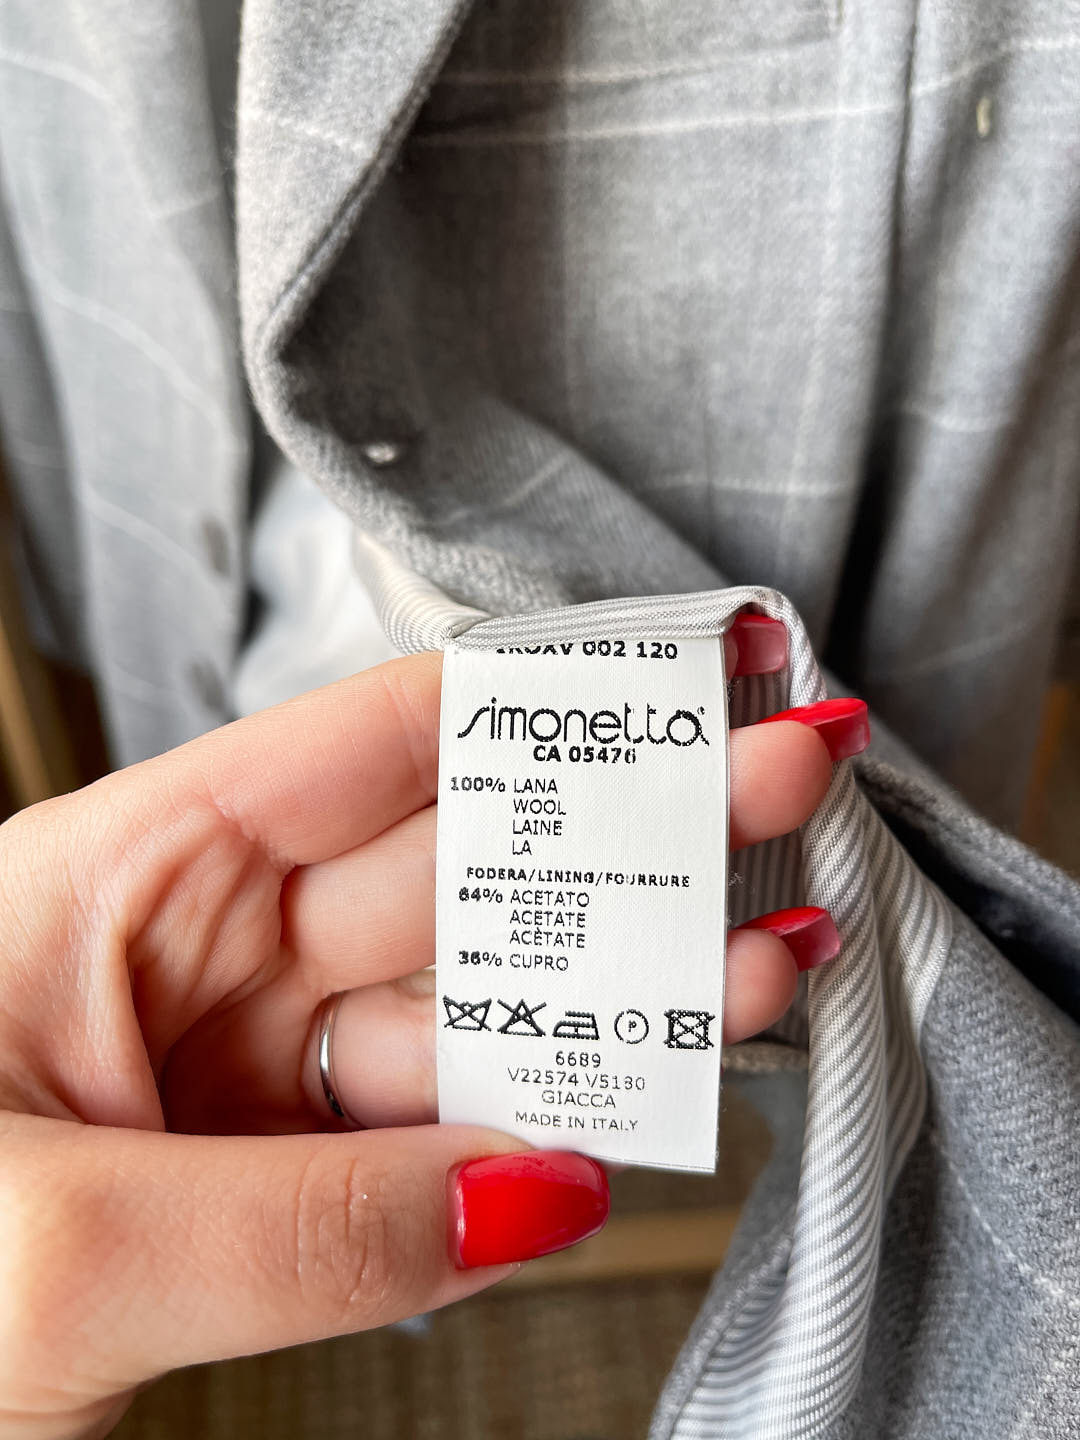 002 120
simonetta
CA 05476
100% LANA
WOOL
LAINE
LA
FODERA/LINING/FOURRURE
64% ACETATO
ACETATE
ACÈTATE
36% CUPRO
P
6689
V22574 V5180
GIACCA
MADE IN ITALY